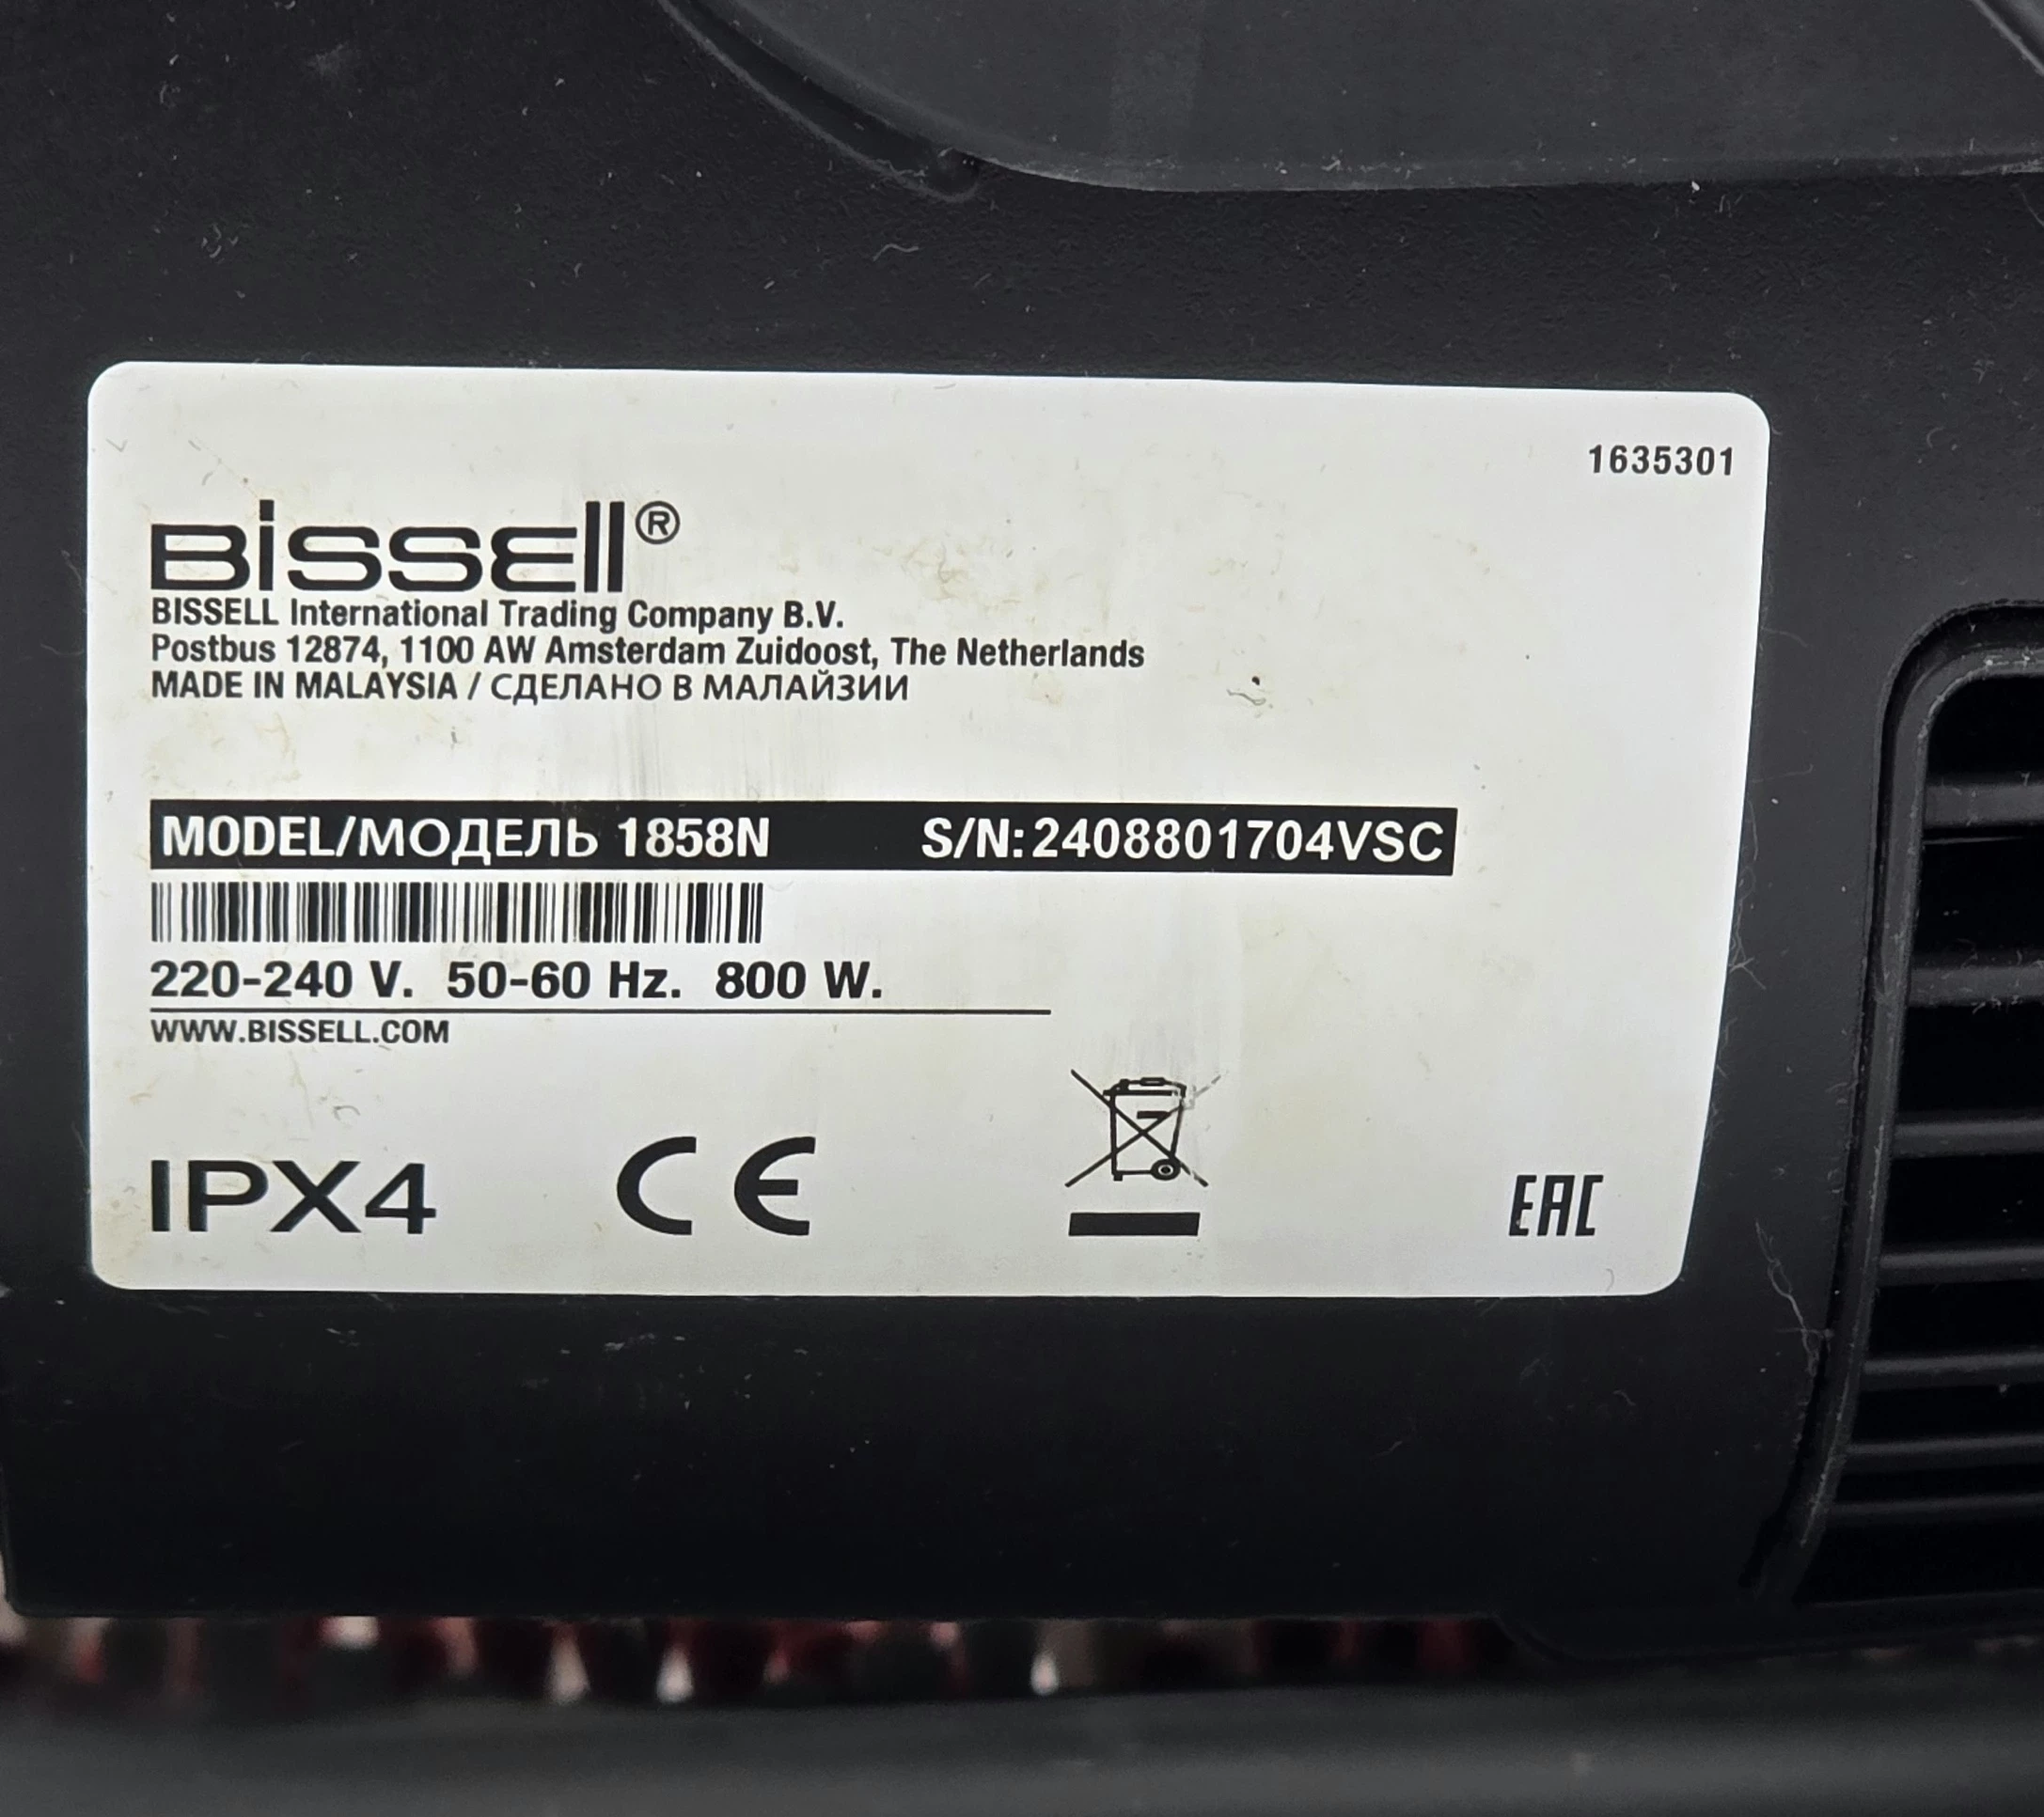 1635301
BISSELL®
BISSELL International Trading Company B.V.
Postbus 12874, 1100 AW Amsterdam Zuidoost, The Netherlands
MADE IN MALAYSIA / СДЕЛАНО В МАЛАЙЗИИ
MODEL/МОДЕЛЬ 1858N S/N:2408801704VSC
220-240 V. 50-60 Hz. 800 W.
WWW.BISSELL.COM
IPX4 CE EAC